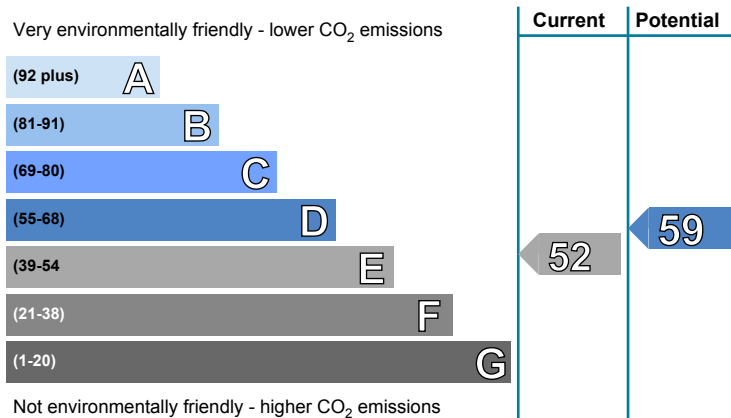 Very environmentally friendly - lower CO₂ emissions
Current
Potential
(92 plus) A
(81-91) B
(69-80) C
(55-68) D
(39-54 E
(21-38) F
(1-20) G
52
59
Not environmentally friendly - higher CO₂ emissions